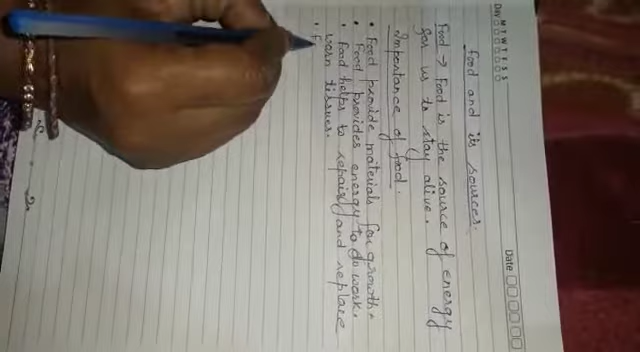 Day M T W T F S S
Date
Food and its sources.
Food → Food is the source of energy
for us to stay alive.
Importance of food.
• Food provide materials for growth.
• Food provides energy to do work.
• Food helps to repair and replace
worn tissues.
• F